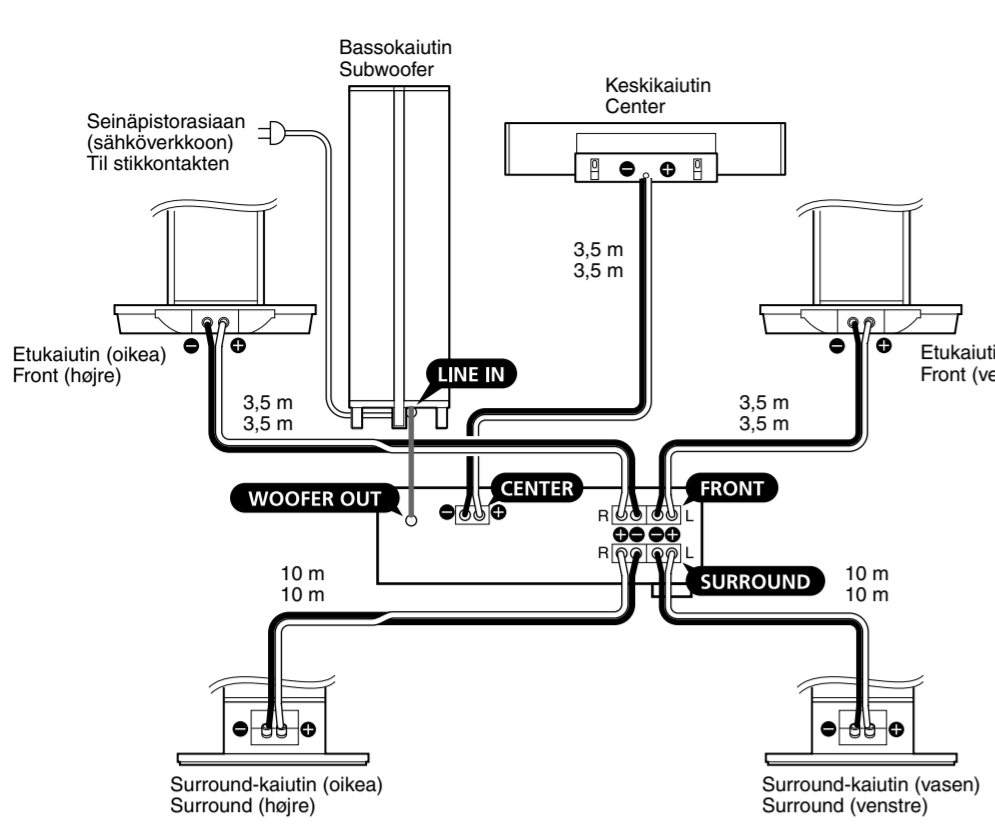 Bassokaiutin
Subwoofer
Keskikaiutin
Center
Seinäpistorasiaan
(sähköverkkoon)
Til stikkontakten
3,5 m
3,5 m
Etukaiutin (oikea)
Front (højre)
LINE IN
Front
3,5 m
3,5 m
3,5 m
3,5 m
WOOFER OUT
CENTER
FRONT
R
L
R
L
SURROUND
10 m
10 m
10 m
10 m
Surround-kaiutin (oikea)
Surround (højre)
Surround-kaiutin (vasen)
Surround (venstre)